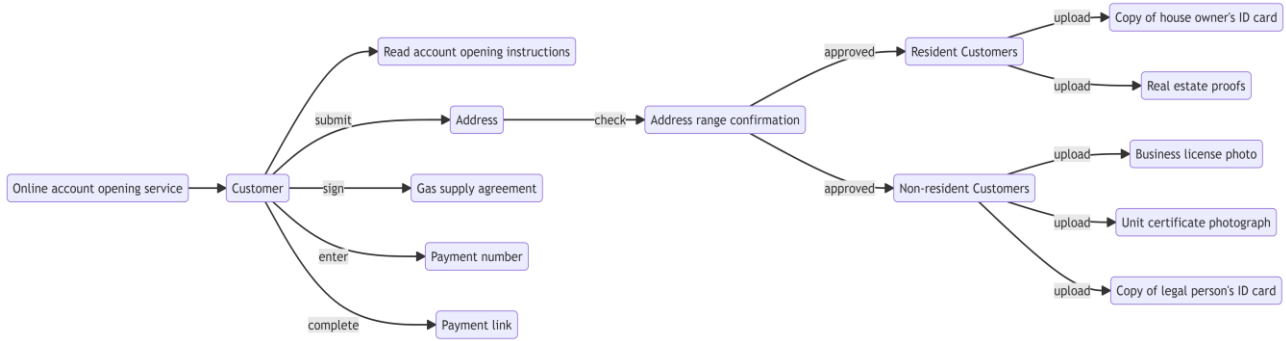 Online account opening service
Customer
Read account opening instructions
submit
Address
check
Address range confirmation
sign
Gas supply agreement
enter
Payment number
complete
Payment link
approved
Resident Customers
upload
Copy of house owner's ID card
upload
Real estate proofs
approved
Non-resident Customers
upload
Business license photo
upload
Unit certificate photograph
upload
Copy of legal person's ID card